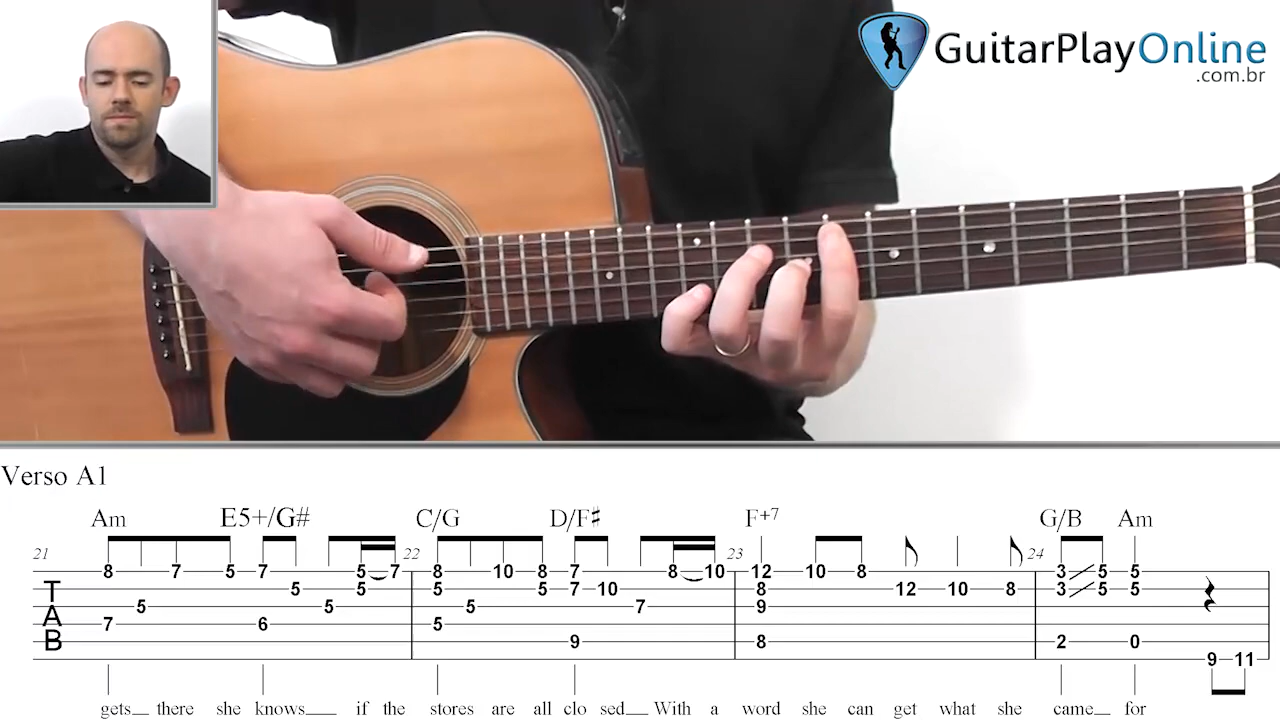 GuitarPlayOnline
.com.br
Verso A1
Am E5+/G# C/G D/F♯ F+7 G/B Am
21 22 23 24
8 7 5 7 5 7 8 10 8 7 8 10 12 10 8 3 5 5
5 5 5 5 7 10 8 12 10 8 3 5 5
T 5 5 5 7 9
A 7 6 5
B 9 8 2 0
9 11
gets there she knows if the stores are all clo sed With a word she can get what she came for